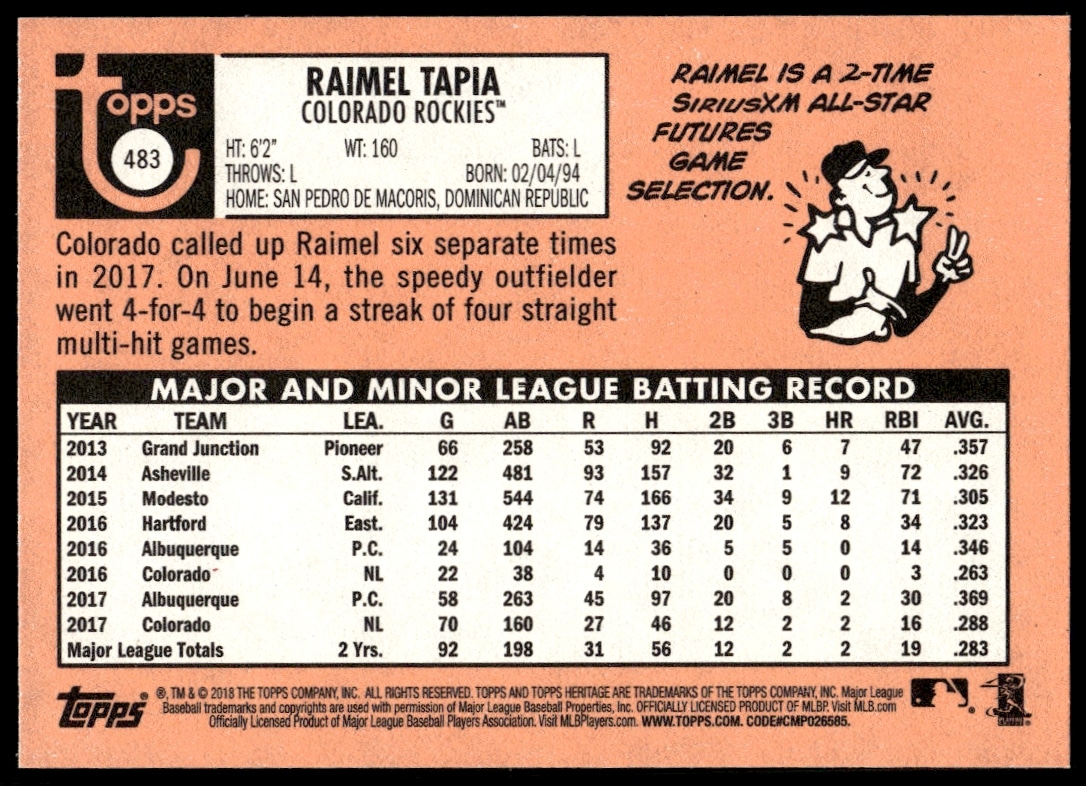 Topps
483
RAIMEL TAPIA
COLORADO ROCKIES™
HT: 6'2" WT: 160 BATS: L
THROWS: L BORN: 02/04/94
HOME: SAN PEDRO DE MACORIS, DOMINICAN REPUBLIC
RAIMEL IS A 2-TIME
SIRIUSXM ALL-STAR
FUTURES
GAME
SELECTION.
Colorado called up Raimel six separate times
in 2017. On June 14, the speedy outfielder
went 4-for-4 to begin a streak of four straight
multi-hit games.
MAJOR AND MINOR LEAGUE BATTING RECORD
YEAR TEAM LEA. G AB R H 2B 3B HR RBI AVG.
2013 Grand Junction Pioneer 66 258 53 92 20 6 7 47 .357
2014 Asheville S.Alt. 122 481 93 157 32 1 9 72 .326
2015 Modesto Calif. 131 544 74 166 34 9 12 71 .305
2016 Hartford East. 104 424 79 137 20 5 8 34 .323
2016 Albuquerque P.C. 24 104 14 36 5 5 0 14 .346
2016 Colorado NL 22 38 4 10 0 0 0 3 .263
2017 Albuquerque P.C. 58 263 45 97 20 8 2 30 .369
2017 Colorado NL 70 160 27 46 12 2 2 16 .288
Major League Totals 2 Yrs. 92 198 31 56 12 2 2 19 .283
Topps® ®, TM & © 2018 THE TOPPS COMPANY, INC. ALL RIGHTS RESERVED. TOPPS AND TOPPS HERITAGE ARE TRADEMARKS OF THE TOPPS COMPANY, INC. Major League
Baseball trademarks and copyrights are used with permission of Major League Baseball Properties, Inc. OFFICIALLY LICENSED PRODUCT OF MLBP. Visit MLB.com
Officially Licensed Product of Major League Baseball Players Association. Visit MLBPlayers.com. WWW.TOPPS.COM. CODE#CMP026585.